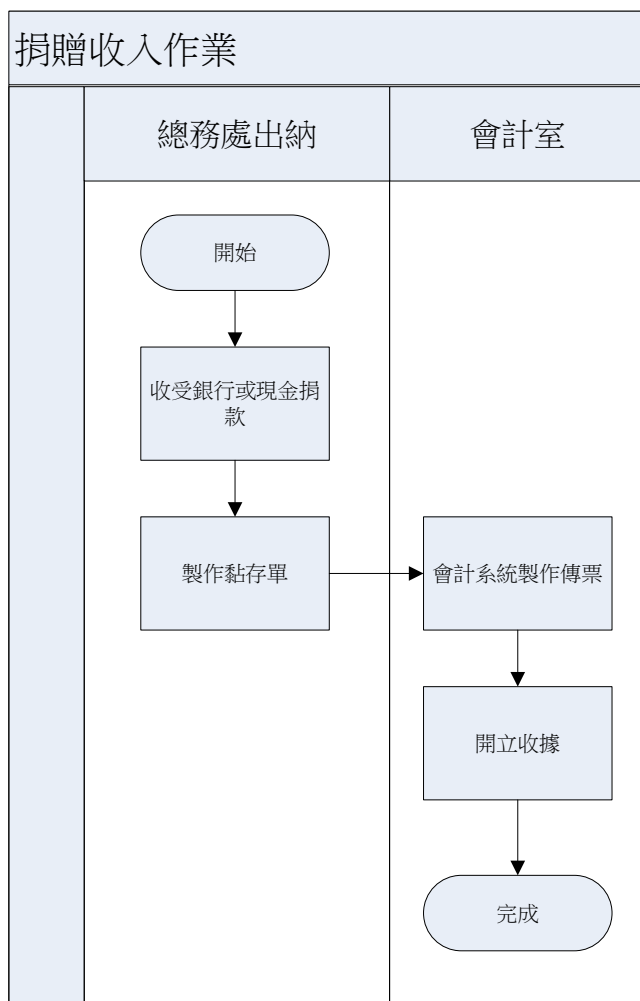 捐贈收入作業
總務處出納
會計室
開始
收受銀行或現金捐
款
製作黏存單
會計系統製作傳票
開立收據
完成